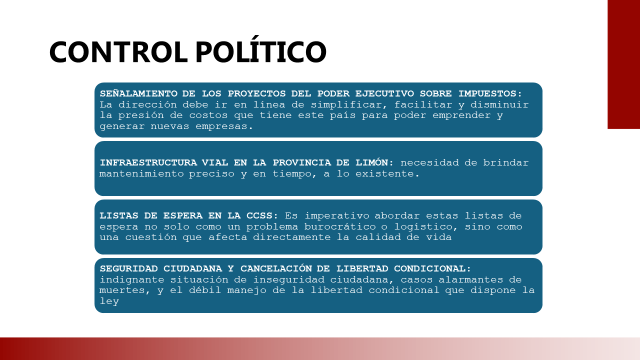 CONTROL POLÍTICO
SEÑALAMIENTO DE LOS PROYECTOS DEL PODER EJECUTIVO SOBRE IMPUESTOS:
La dirección debe ir en línea de simplificar, facilitar y disminuir
la presión de costos que tiene este país para poder emprender y
generar nuevas empresas.
INFRAESTRUCTURA VIAL EN LA PROVINCIA DE LIMÓN: necesidad de brindar
mantenimiento preciso y en tiempo, a lo existente.
LISTAS DE ESPERA EN LA CCSS: Es imperativo abordar estas listas de
espera no solo como un problema burocrático o logístico, sino como
una cuestión que afecta directamente la calidad de vida
SEGURIDAD CIUDADANA Y CANCELACIÓN DE LIBERTAD CONDICIONAL:
indignante situación de inseguridad ciudadana, casos alarmantes de
muertes, y el débil manejo de la libertad condicional que dispone la
ley